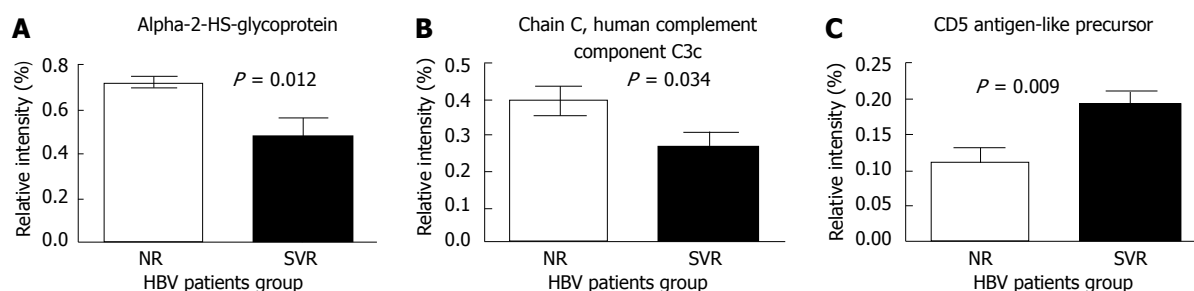 A
Alpha-2-HS-glycoprotein
Relative intensity (%)
0.8
0.6
0.4
0.2
0.0
P = 0.012
NR
SVR
HBV patients group
B
Chain C, human complement
component C3c
Relative intensity (%)
0.5
0.4
0.3
0.2
0.1
0.0
P = 0.034
NR
SVR
HBV patients group
C
CD5 antigen-like precursor
Relative intensity (%)
0.25
0.20
0.15
0.10
0.05
0.00
P = 0.009
NR
SVR
HBV patients group